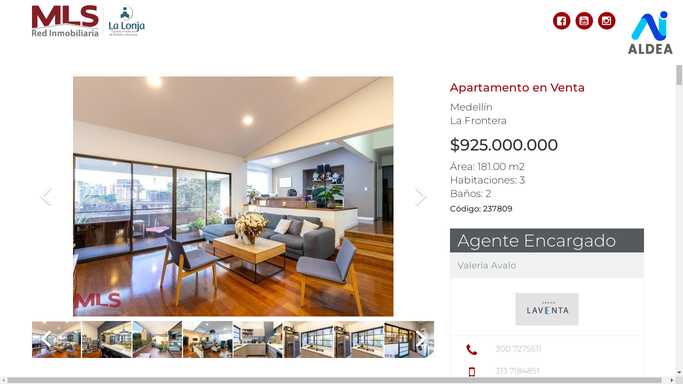 MLS
Red Inmobiliaria
La Lonja
ALDEA
Apartamento en Venta
Medellín
La Frontera
$925.000.000
Área: 181.00 m2
Habitaciones: 3
Baños: 2
Código: 237809
MLS
Agente Encargado
Valeria Avalo
LAVENTA
300 7275611
313 7184851